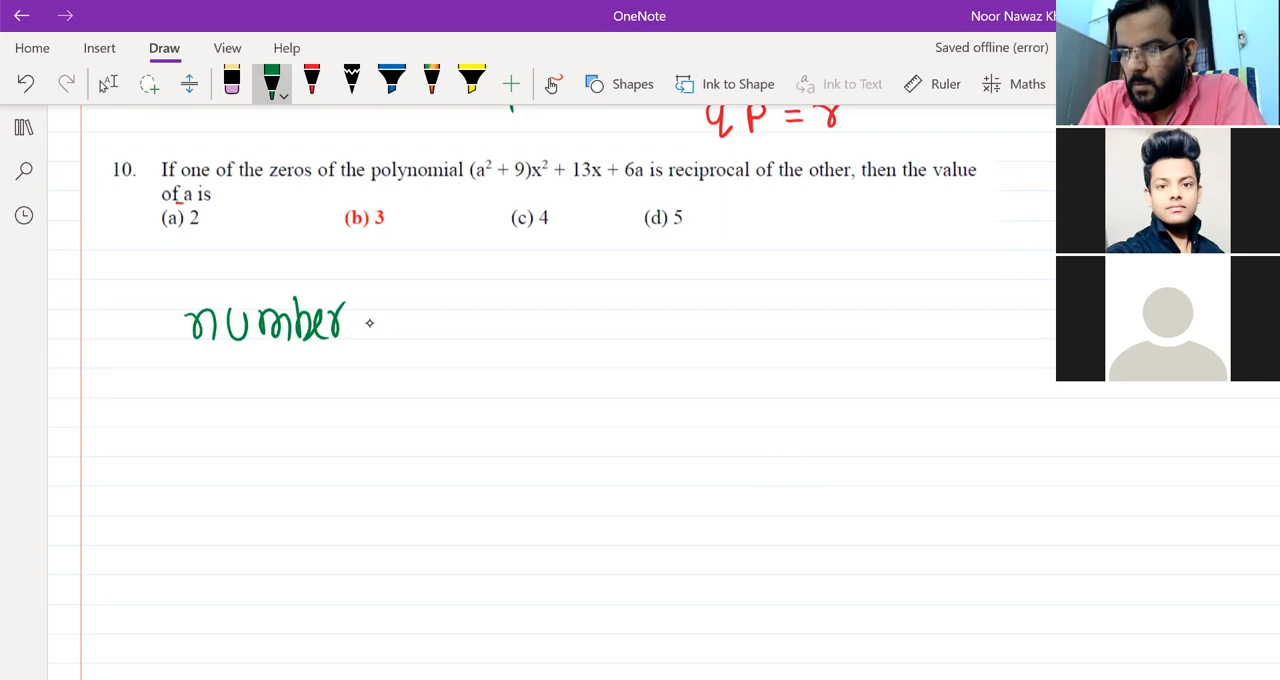 OneNote
Noor Nawaz Kh
Home Insert Draw View Help
Saved offline (error)
Shapes Ink to Shape Ink to Text Ruler Maths
q p = r
10. If one of the zeros of the polynomial (a² + 9)x² + 13x + 6a is reciprocal of the other, then the value
of a is
(a) 2 (b) 3 (c) 4 (d) 5
number